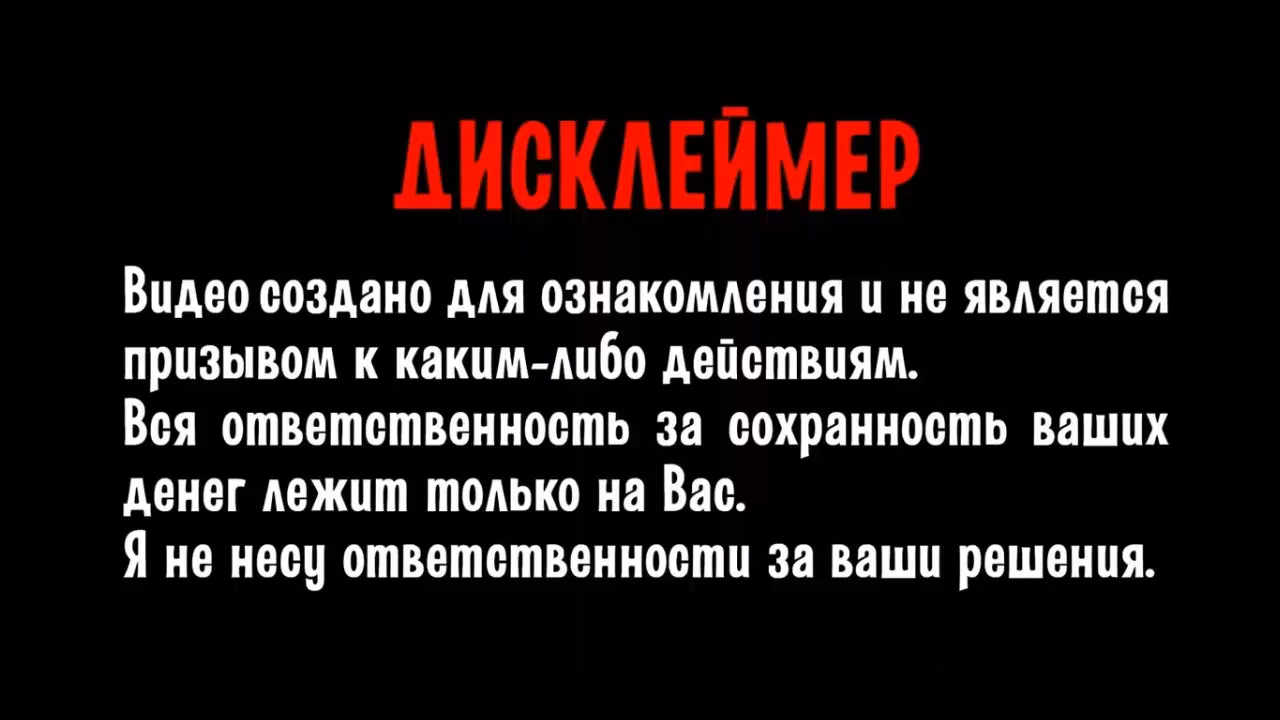 ДИСКЛЕЙМЕР
Видео создано для ознакомления и не является
призывом к каким-либо действиям.
Вся ответственность за сохранность ваших
денег лежит только на Вас.
Я не несу ответственности за ваши решения.